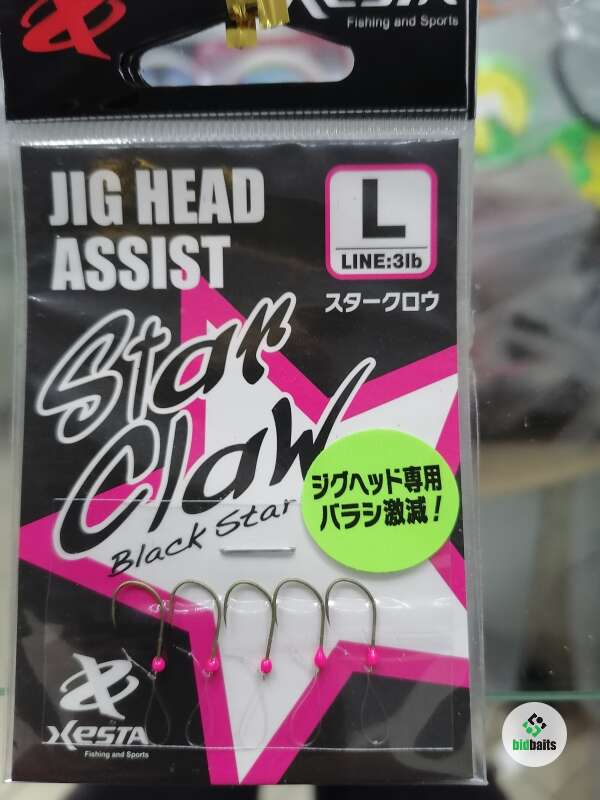 XESTA
Fishing and Sports
JIG HEAD
ASSIST
L
LINE:3lb
スタークロウ
Star
Claw
Black Star
ジグヘッド専用
バラシ激減!
XESTA
Fishing and Sports
bidbaits